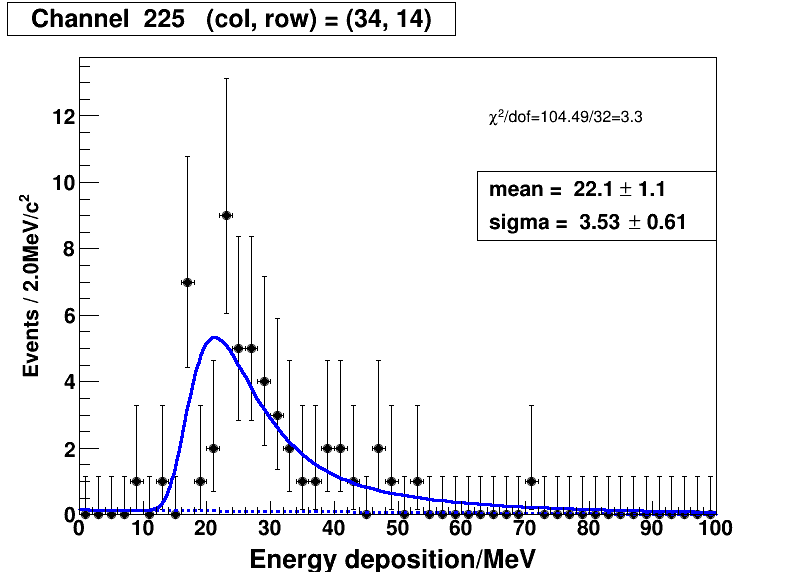 Channel 225 (col, row) = (34, 14)
χ²/dof=104.49/32=3.3
mean = 22.1 ± 1.1
sigma = 3.53 ± 0.61
Events / 2.0MeV/c²
12
10
8
6
4
2
0
0 10 20 30 40 50 60 70 80 90 100
Energy deposition/MeV